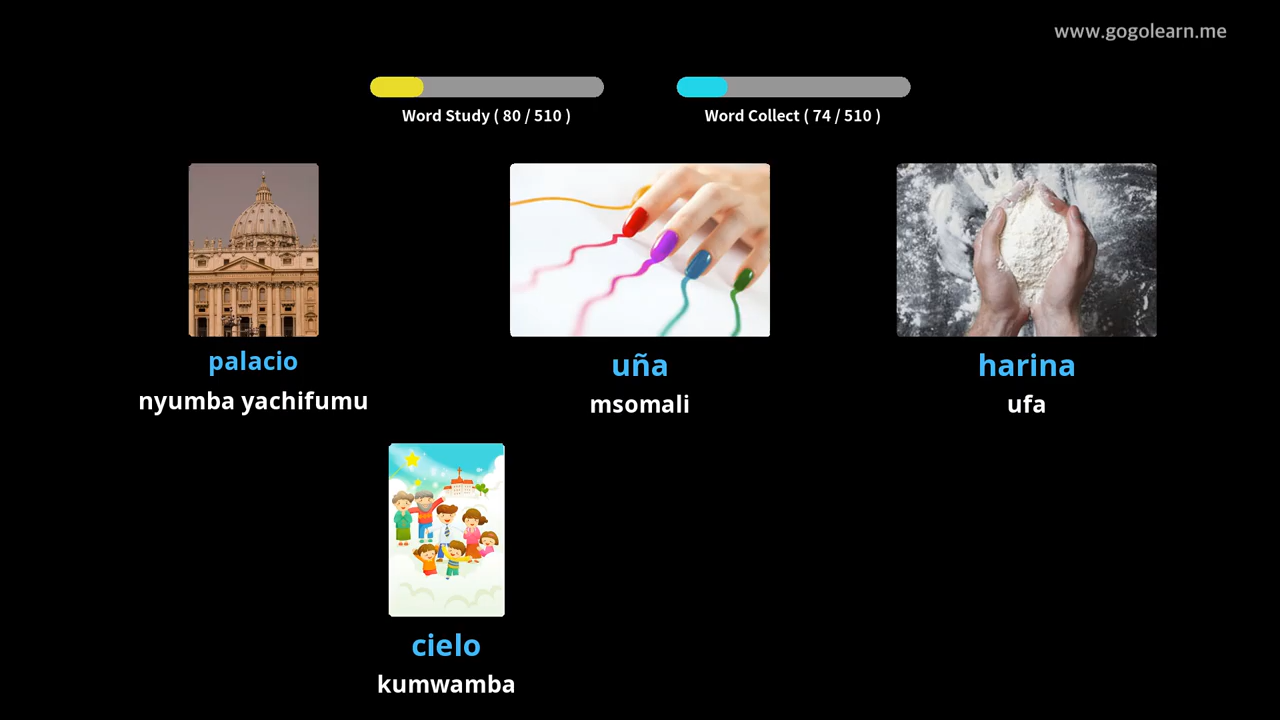 www.gogolearn.me
Word Study ( 80 / 510 )
Word Collect ( 74 / 510 )
palacio
nyumba yachifumu
uña
msomali
harina
ufa
cielo
kumwamba